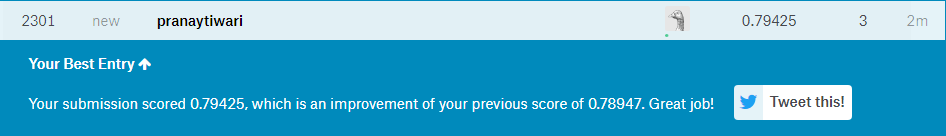 2301 new pranaytiwari 0.79425 3 2m
Your Best Entry
Your submission scored 0.79425, which is an improvement of your previous score of 0.78947. Great job! Tweet this!